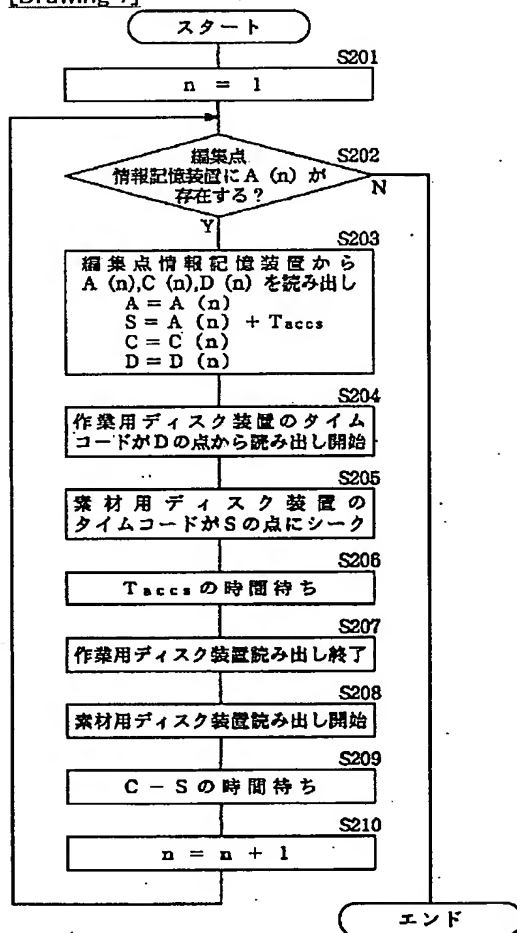 [Drawing 7]
スタート
S201
n = 1
S202
編集点
情報記憶装置にA (n) が
存在する?
N
Y
S203
編集点情報記憶装置から
A (n),C (n),D (n) を読み出し
A = A (n)
S = A (n) + Taccs
C = C (n)
D = D (n)
S204
作業用ディスク装置のタイム
コードがDの点から読み出し開始
S205
素材用ディスク装置の
タイムコードがSの点にシーク
S206
Taccsの時間待ち
S207
作業用ディスク装置読み出し終了
S208
素材用ディスク装置読み出し開始
S209
C - Sの時間待ち
S210
n = n + 1
エンド